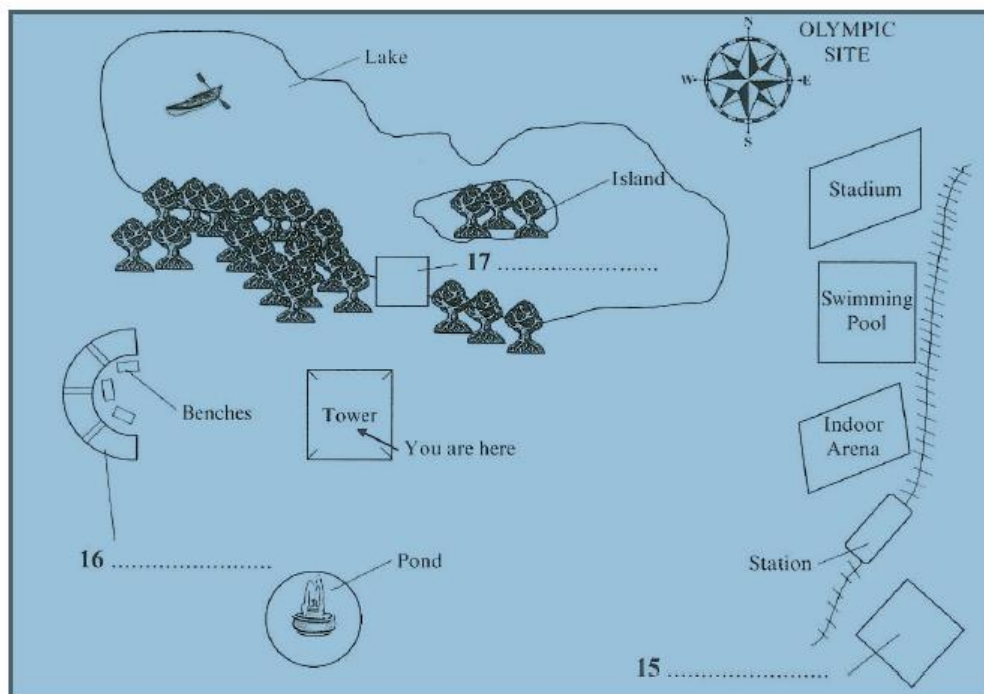 N
OLYMPIC
SITE
W
E
S
Lake
Island
Stadium
17 ........................
Swimming
Pool
Benches
Tower
You are here
Indoor
Arena
16 ........................
Pond
Station
15 ........................